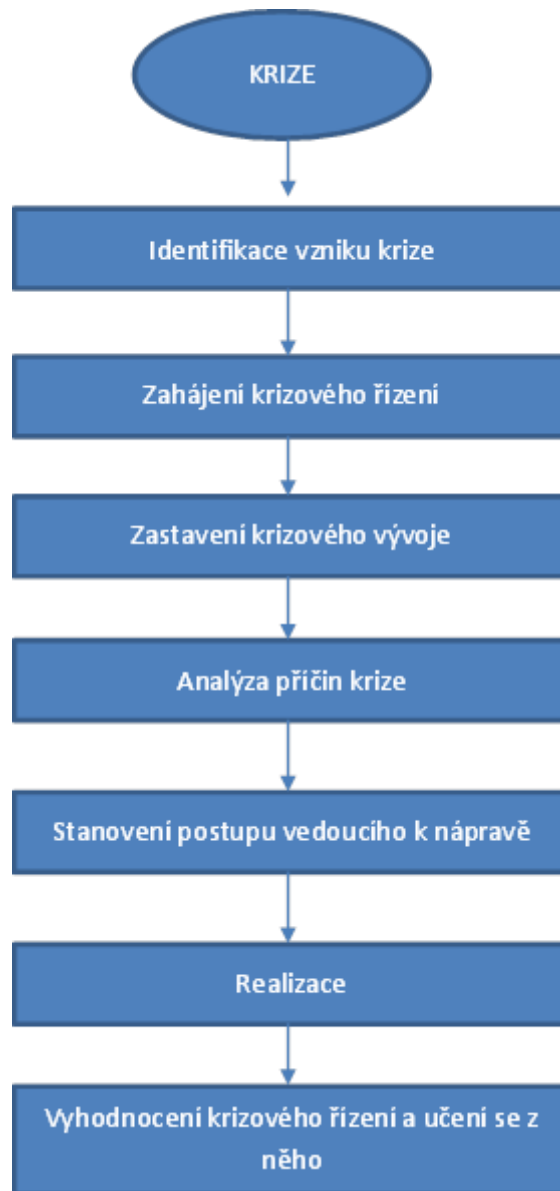 KRIZE
Identifikace vzniku krize
Zahájení krizového řízení
Zastavení krizového vývoje
Analýza příčin krize
Stanovení postupu vedoucího k nápravě
Realizace
Vyhodnocení krizového řízení a učení se z
něho